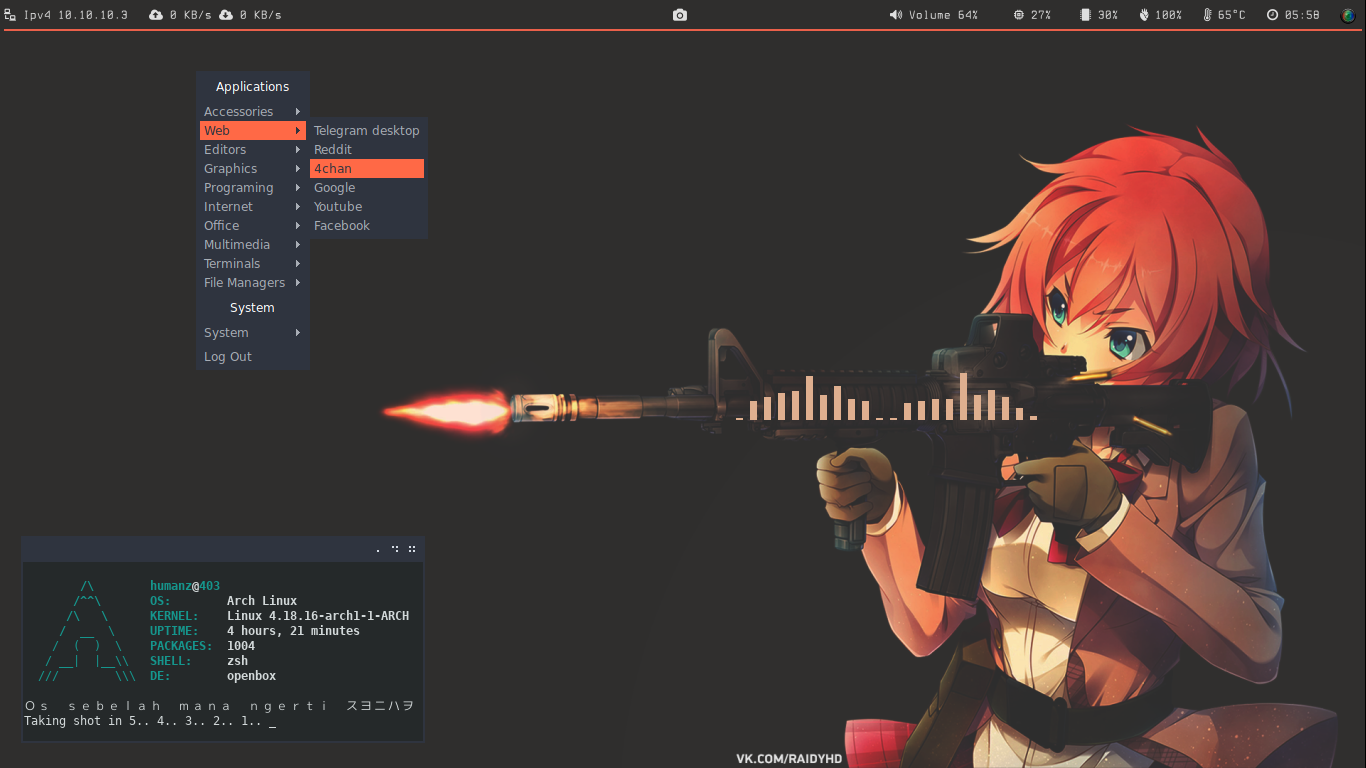 Ipv4 10.10.10.3 0 KB/s 0 KB/s Volume 64% 27% 30% 100% 65°C 05:58
Applications
Accessories
Web
Editors
Graphics
Programing
Internet
Office
Multimedia
Terminals
File Managers
System
System
Log Out
Telegram desktop
Reddit
4chan
Google
Youtube
Facebook
humanz@403
OS: Arch Linux
KERNEL: Linux 4.18.16-arch1-1-ARCH
UPTIME: 4 hours, 21 minutes
PACKAGES: 1004
SHELL: zsh
DE: openbox
Ｏｓ ｓｅｂｅｌａｈ ｍａｎａ ｎｇｅｒｔｉ スヨニハヲ
Taking shot in 5.. 4.. 3.. 2.. 1.. _
VK.COM/RAIDYHD